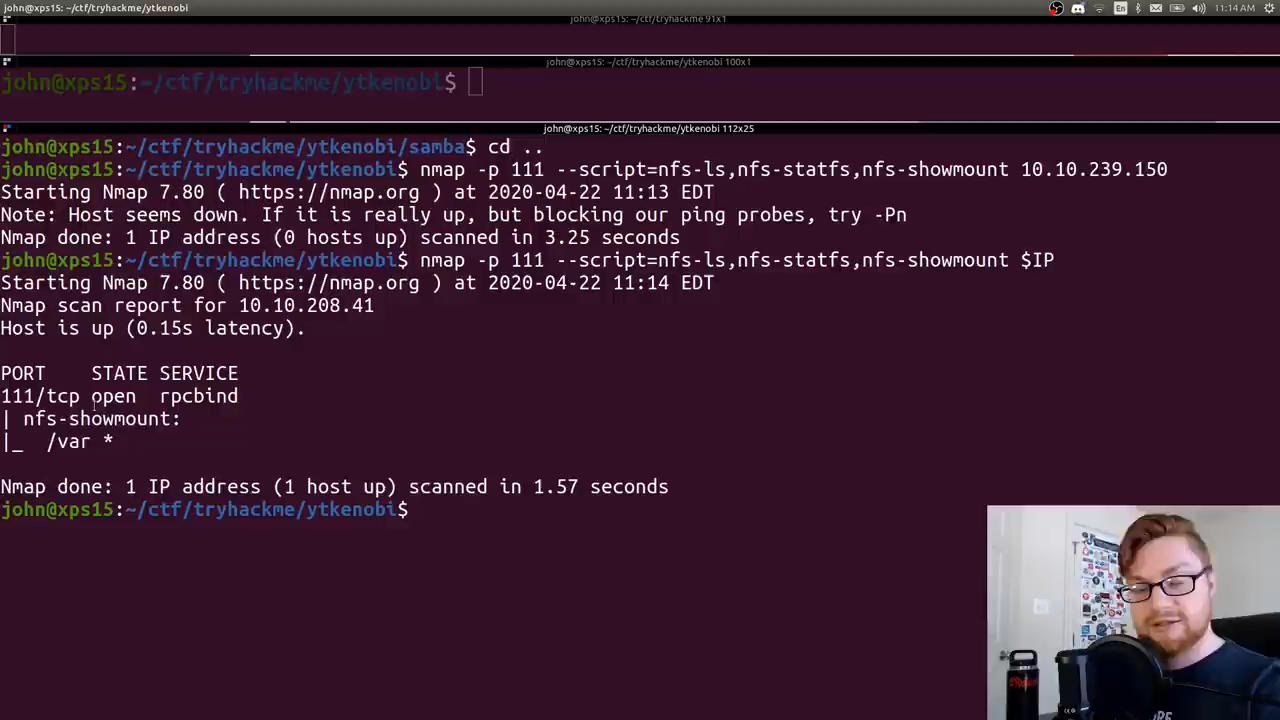 john@xps15: ~/ctf/tryhackme/ytkenobi
En
11:14 AM
john@xps15: ~/ctf/tryhackme 91x1
john@xps15: ~/ctf/tryhackme/ytkenobi 100x1
john@xps15:~/ctf/tryhackme/ytkenobi$
john@xps15: ~/ctf/tryhackme/ytkenobi 112x25
john@xps15:~/ctf/tryhackme/ytkenobi/samba$ cd ..
john@xps15:~/ctf/tryhackme/ytkenobi$ nmap -p 111 --script=nfs-ls,nfs-statfs,nfs-showmount 10.10.239.150
Starting Nmap 7.80 ( https://nmap.org ) at 2020-04-22 11:13 EDT
Note: Host seems down. If it is really up, but blocking our ping probes, try -Pn
Nmap done: 1 IP address (0 hosts up) scanned in 3.25 seconds
john@xps15:~/ctf/tryhackme/ytkenobi$ nmap -p 111 --script=nfs-ls,nfs-statfs,nfs-showmount $IP
Starting Nmap 7.80 ( https://nmap.org ) at 2020-04-22 11:14 EDT
Nmap scan report for 10.10.208.41
Host is up (0.15s latency).
PORT    STATE SERVICE
111/tcp open  rpcbind
| nfs-showmount:
|_  /var *
Nmap done: 1 IP address (1 host up) scanned in 1.57 seconds
john@xps15:~/ctf/tryhackme/ytkenobi$